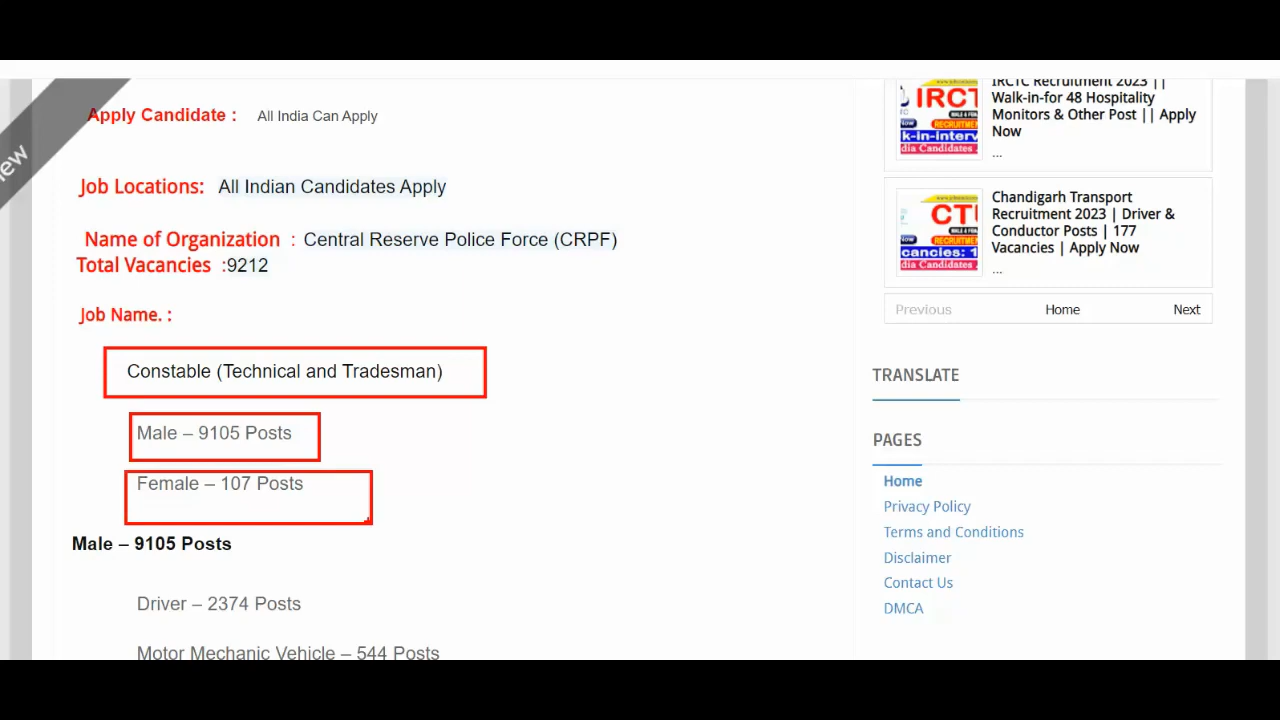 Apply Candidate : All India Can Apply
Job Locations: All Indian Candidates Apply
Name of Organization : Central Reserve Police Force (CRPF)
Total Vacancies :9212
Job Name. :
Constable (Technical and Tradesman)
Male – 9105 Posts
Female – 107 Posts
Male – 9105 Posts
Driver – 2374 Posts
Motor Mechanic Vehicle – 544 Posts
IRCTC Recruitment 2023 ||
Walk-in-for 48 Hospitality
Monitors & Other Post || Apply
Now
...
Chandigarh Transport
Recruitment 2023 | Driver &
Conductor Posts | 177
Vacancies | Apply Now
...
Previous Home Next
TRANSLATE
PAGES
Home
Privacy Policy
Terms and Conditions
Disclaimer
Contact Us
DMCA